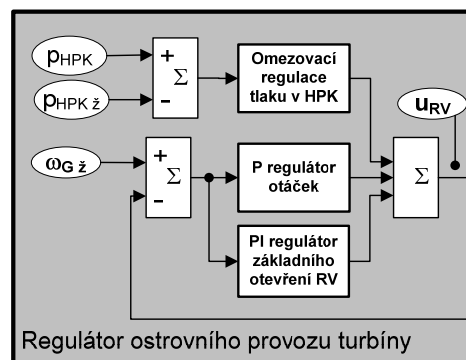 pHPK
+
-
Σ
Omezovací
regulace
tlaku v HPK
pHPK ž
uRV
ωG ž
+
-
Σ
P regulátor
otáček
Σ
PI regulátor
základního
otevření RV
Regulátor ostrovního provozu turbíny